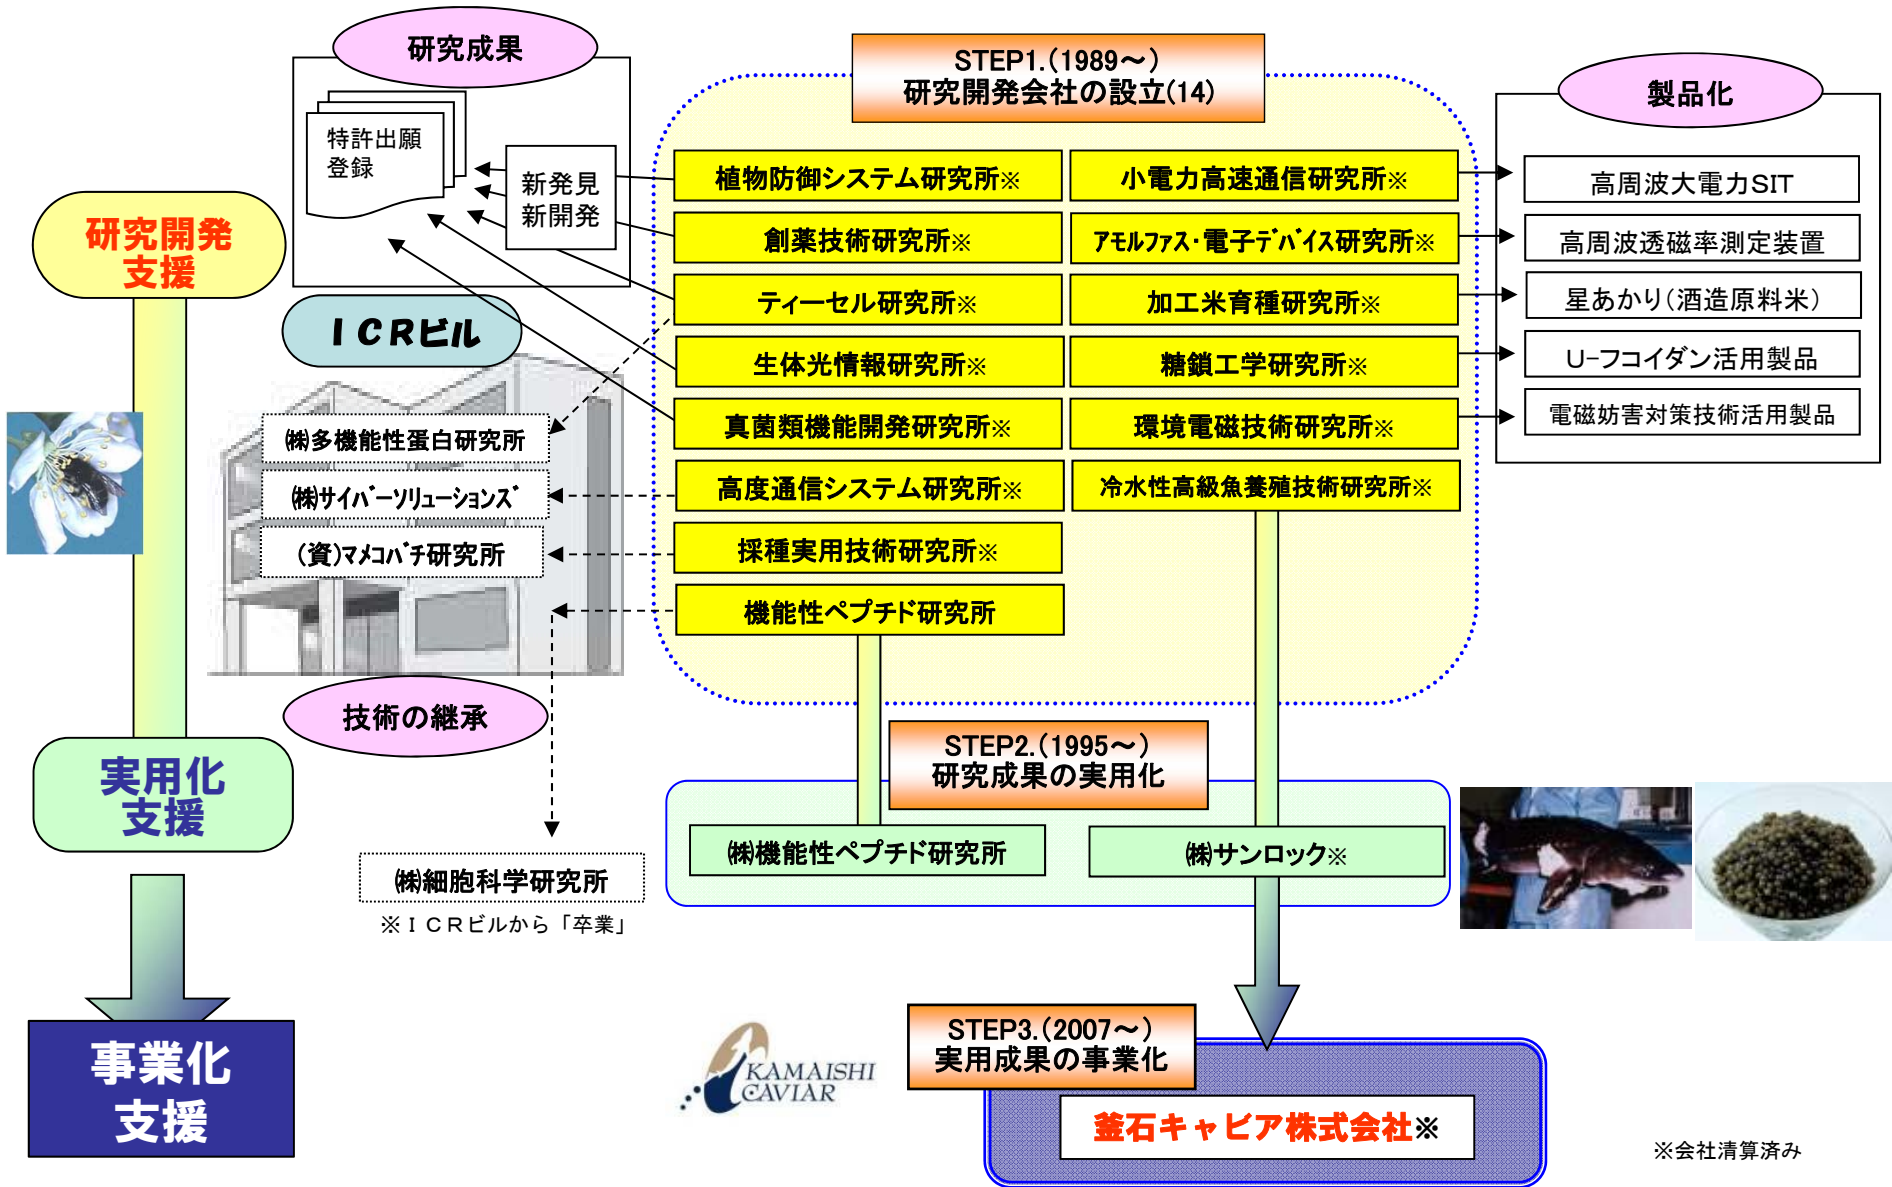 研究成果
特許出願
登録
新発見
新開発
STEP1.(1989～)
研究開発会社の設立(14)
製品化
植物防御システム研究所※
小電力高速通信研究所※
高周波大電力SIT
創薬技術研究所※
アモルファス・電子デバイス研究所※
高周波透磁率測定装置
ティーセル研究所※
加工米育種研究所※
星あかり(酒造原料米)
生体光情報研究所※
糖鎖工学研究所※
U-フコイダン活用製品
真菌類機能開発研究所※
環境電磁技術研究所※
電磁妨害対策技術活用製品
高度通信システム研究所※
冷水性高級魚養殖技術研究所※
採種実用技術研究所※
機能性ペプチド研究所
研究開発
支援
ICRビル
㈱多機能性蛋白研究所
㈱サイバーソリューションズ
(資)マメコバチ研究所
技術の継承
実用化
支援
STEP2.(1995～)
研究成果の実用化
㈱機能性ペプチド研究所
㈱サンロック※
㈱細胞科学研究所
※ICRビルから「卒業」
事業化
支援
KAMAISHI
CAVIAR
STEP3.(2007～)
実用成果の事業化
釜石キャビア株式会社※
※会社清算済み